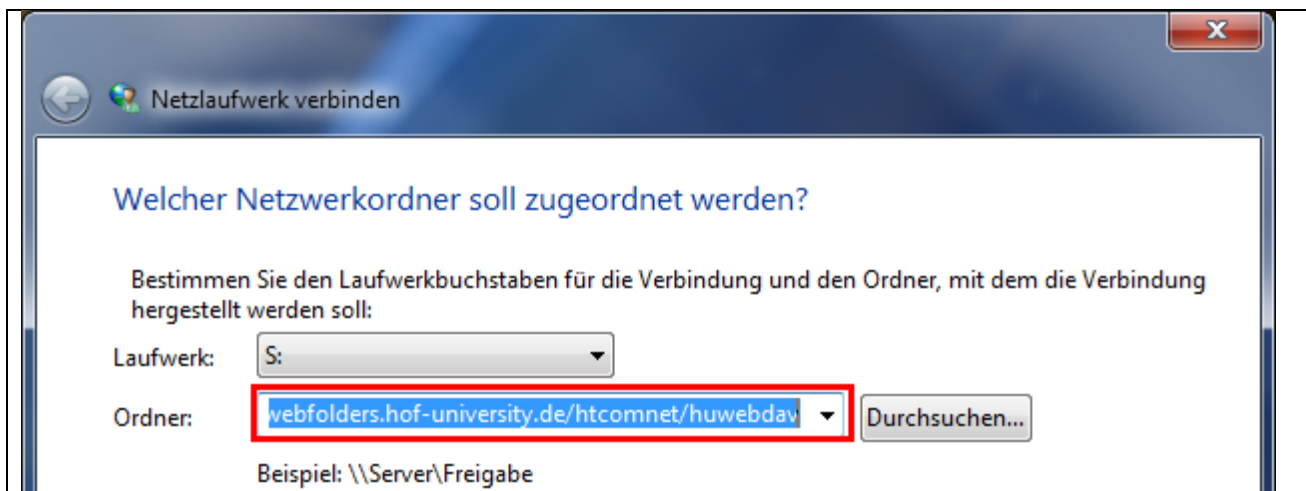 Netzlaufwerk verbinden
Welcher Netzwerkordner soll zugeordnet werden?
Bestimmen Sie den Laufwerkbuchstaben für die Verbindung und den Ordner, mit dem die Verbindung
hergestellt werden soll:
Laufwerk: S:
Ordner: webfolders.hof-university.de/htcomnet/huwebdav Durchsuchen...
Beispiel: \\Server\Freigabe